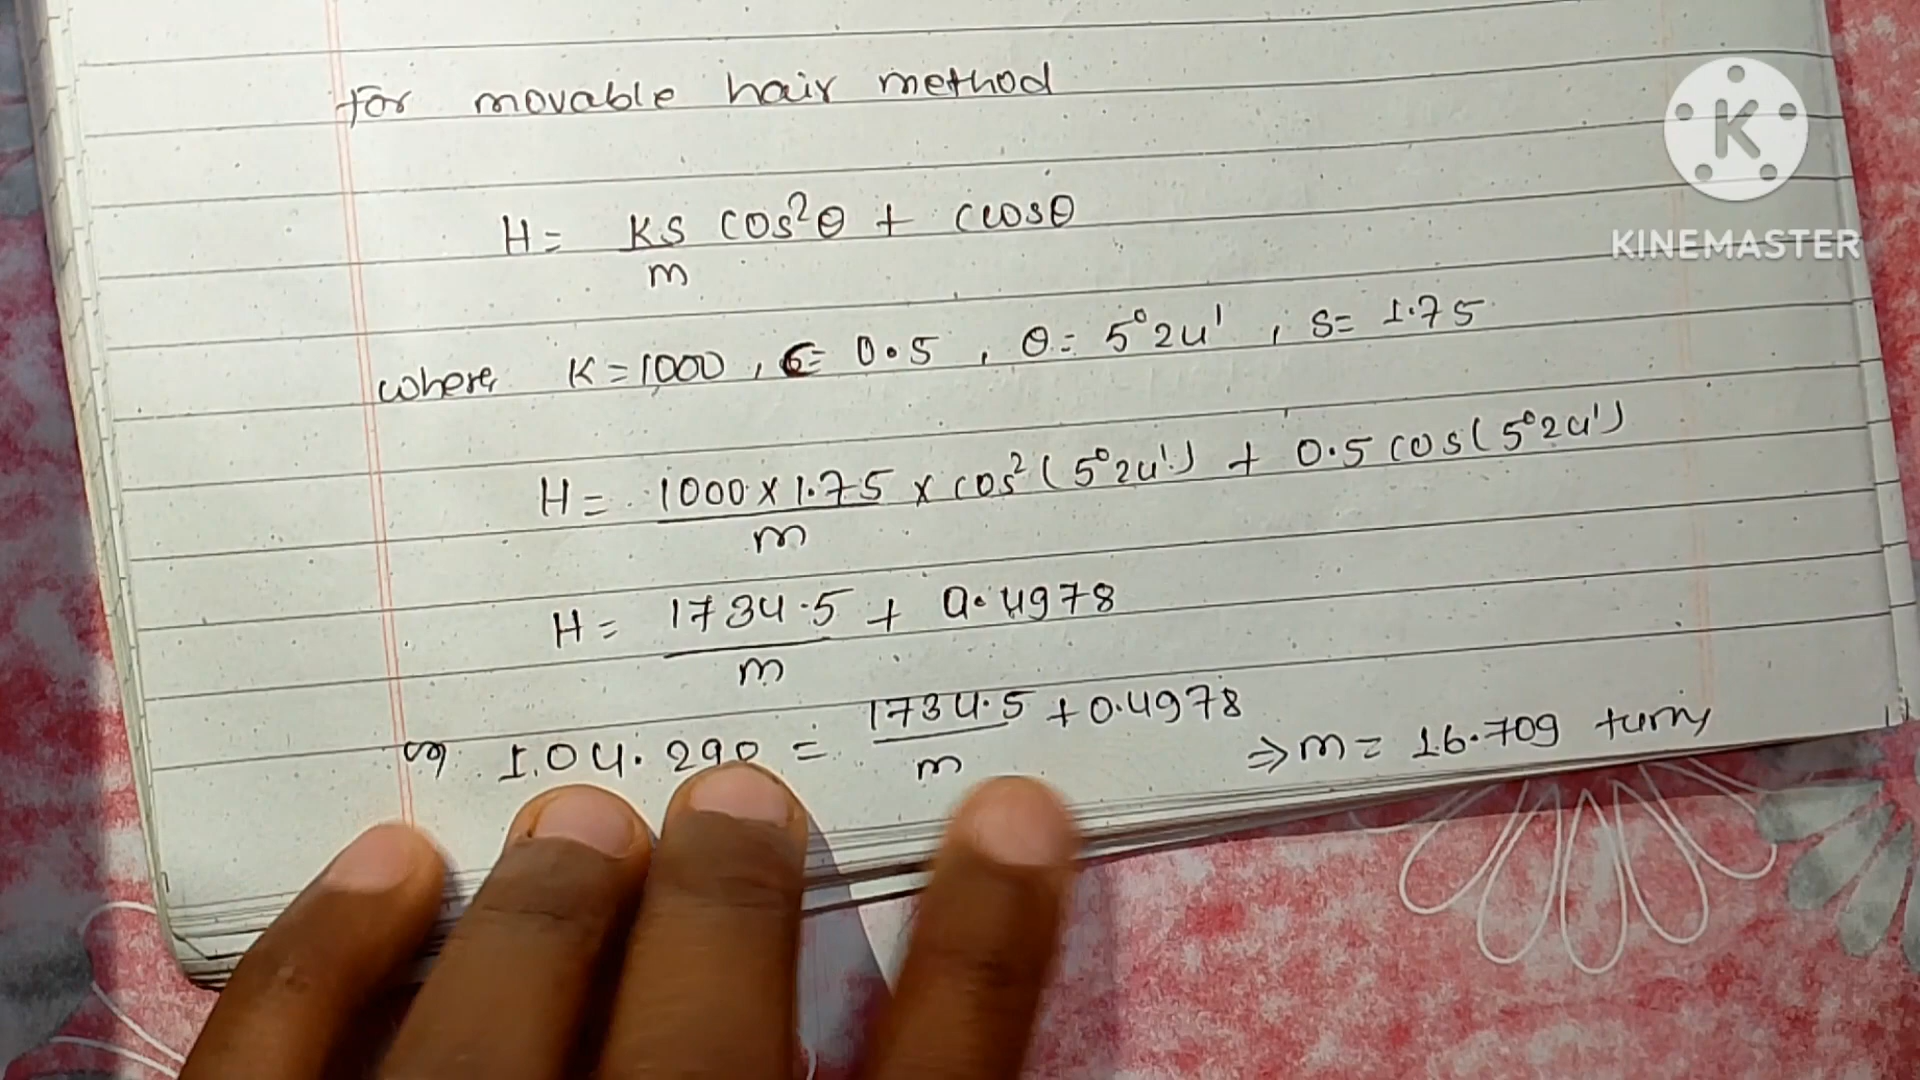 for movable hair method
H = KS/m cos²θ + c cosθ
where, K = 1000, C = 0.5, θ = 5°24', S = 1.75
H = 1000 × 1.75/m × cos²(5°24') + 0.5 cos(5°24')
H = 1734.5/m + 0.4978
or, 104.290 = 1734.5/m + 0.4978 ⇒ m = 16.709 turns
K
KINEMASTER